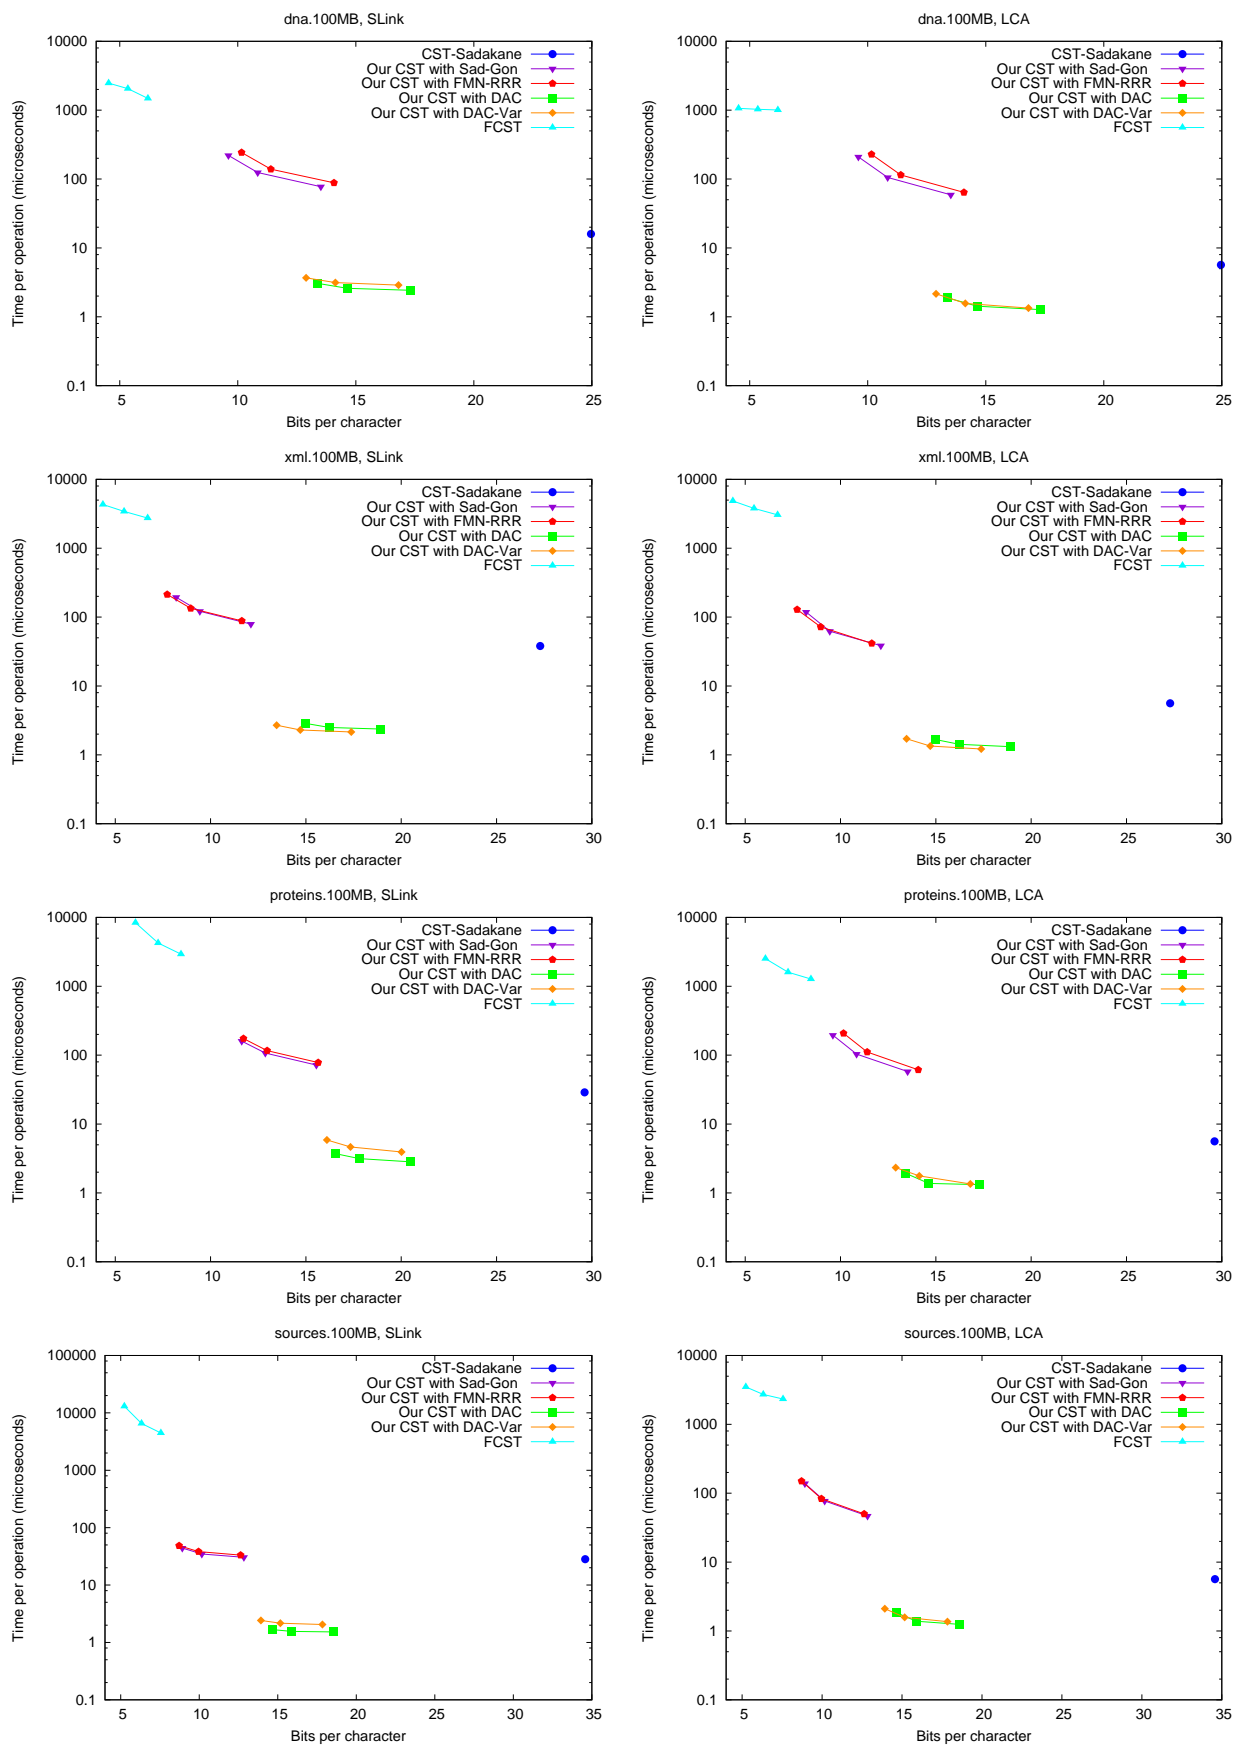 dna.100MB, SLink
10000
1000
100
10
1
0.1
5
10
15
20
25
Time per operation (microseconds)
Bits per character
CST-Sadakane
Our CST with Sad-Gon
Our CST with FMN-RRR
Our CST with DAC
Our CST with DAC-Var
FCST
dna.100MB, LCA
10000
1000
100
10
1
0.1
5
10
15
20
25
Time per operation (microseconds)
Bits per character
CST-Sadakane
Our CST with Sad-Gon
Our CST with FMN-RRR
Our CST with DAC
Our CST with DAC-Var
FCST
xml.100MB, SLink
10000
1000
100
10
1
0.1
5
10
15
20
25
30
Time per operation (microseconds)
Bits per character
CST-Sadakane
Our CST with Sad-Gon
Our CST with FMN-RRR
Our CST with DAC
Our CST with DAC-Var
FCST
xml.100MB, LCA
10000
1000
100
10
1
0.1
5
10
15
20
25
30
Time per operation (microseconds)
Bits per character
CST-Sadakane
Our CST with Sad-Gon
Our CST with FMN-RRR
Our CST with DAC
Our CST with DAC-Var
FCST
proteins.100MB, SLink
10000
1000
100
10
1
0.1
5
10
15
20
25
30
Time per operation (microseconds)
Bits per character
CST-Sadakane
Our CST with Sad-Gon
Our CST with FMN-RRR
Our CST with DAC
Our CST with DAC-Var
FCST
proteins.100MB, LCA
10000
1000
100
10
1
0.1
5
10
15
20
25
30
Time per operation (microseconds)
Bits per character
CST-Sadakane
Our CST with Sad-Gon
Our CST with FMN-RRR
Our CST with DAC
Our CST with DAC-Var
FCST
sources.100MB, SLink
100000
10000
1000
100
10
1
0.1
5
10
15
20
25
30
35
Time per operation (microseconds)
Bits per character
CST-Sadakane
Our CST with Sad-Gon
Our CST with FMN-RRR
Our CST with DAC
Our CST with DAC-Var
FCST
sources.100MB, LCA
10000
1000
100
10
1
0.1
5
10
15
20
25
30
35
Time per operation (microseconds)
Bits per character
CST-Sadakane
Our CST with Sad-Gon
Our CST with FMN-RRR
Our CST with DAC
Our CST with DAC-Var
FCST